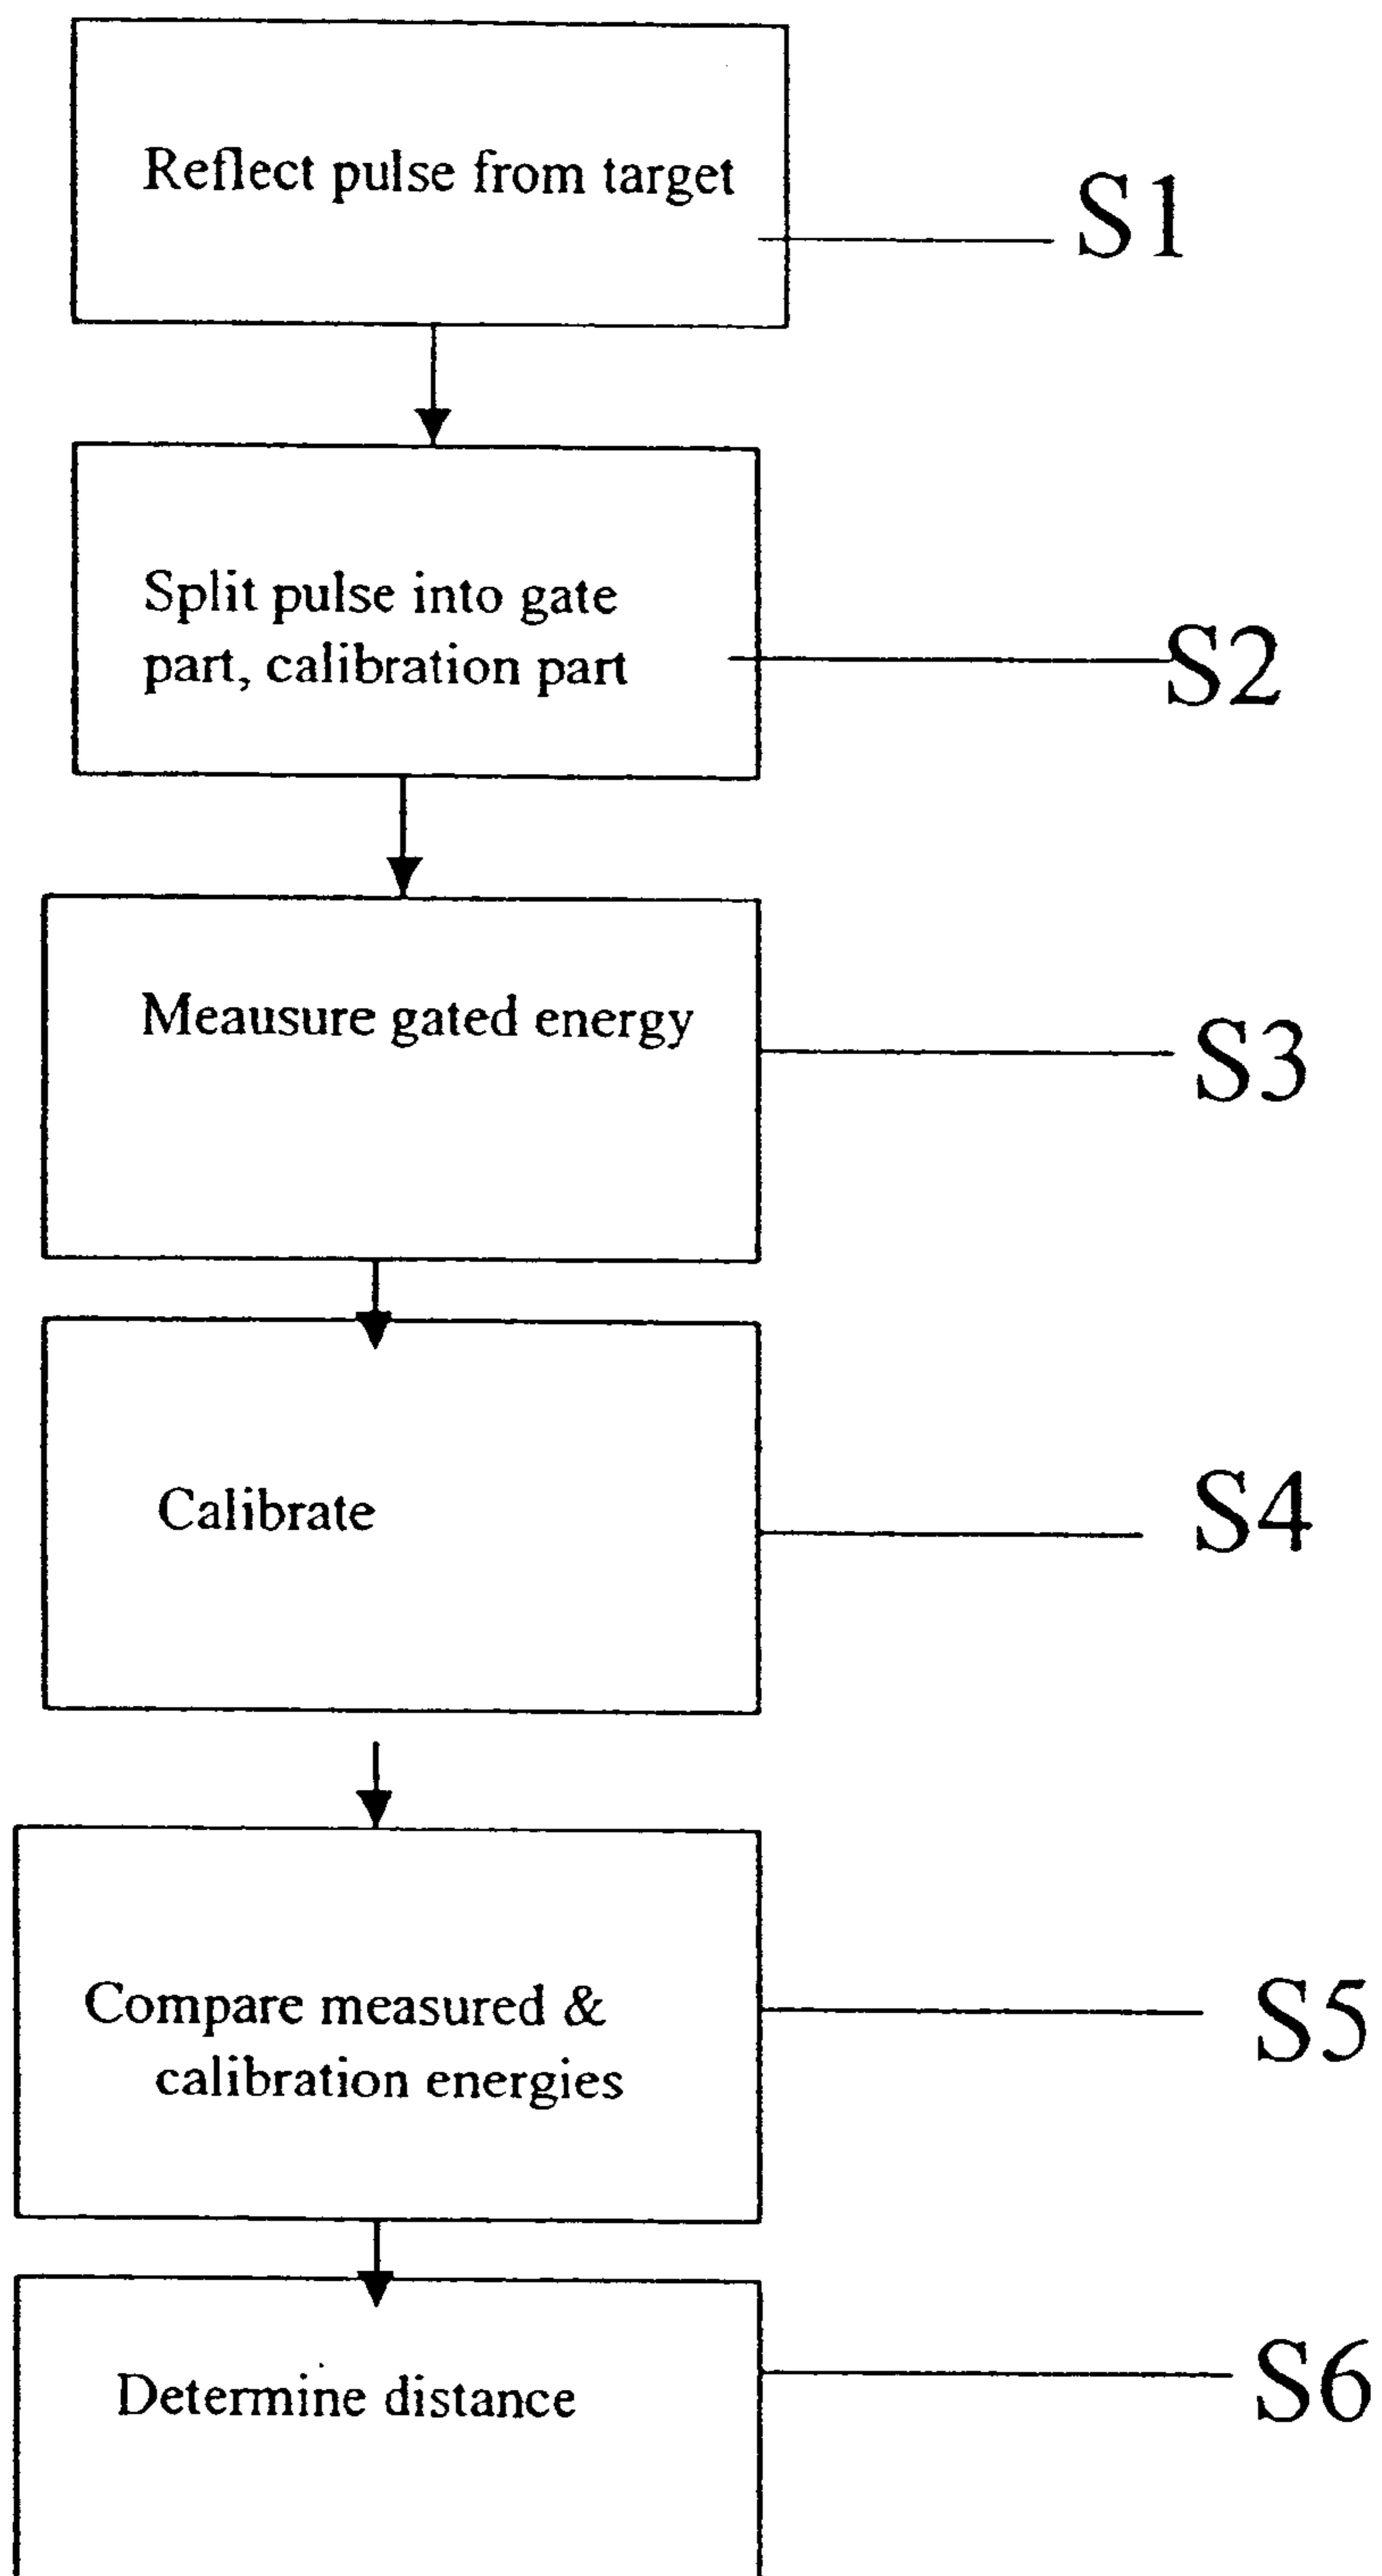 Reflect pulse from target
S1
Split pulse into gate
part, calibration part
S2
Meausure gated energy
S3
Calibrate
S4
Compare measured &
calibration energies
S5
Determine distance
S6